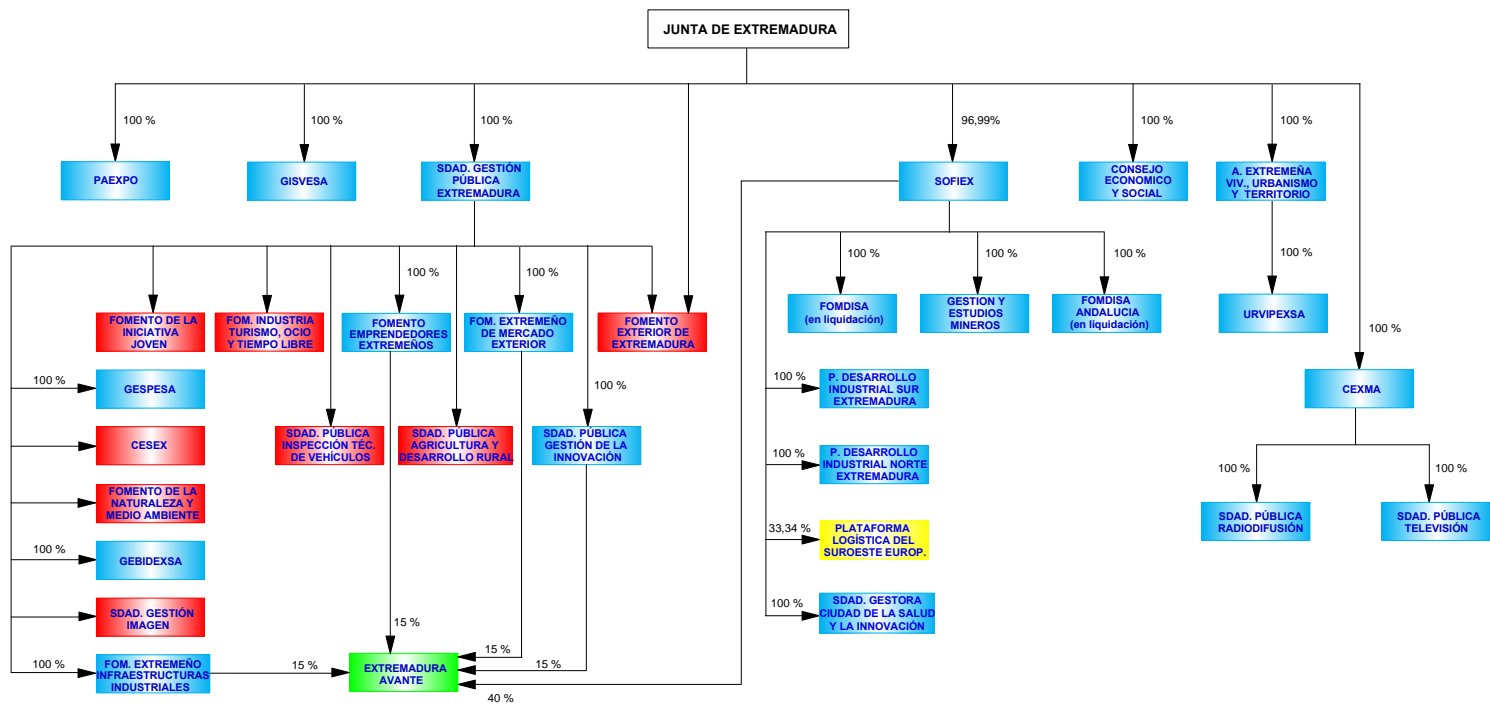 JUNTA DE EXTREMADURA
100 %
100 %
100 %
96,99%
100 %
100 %
PAEXPO
GISVESA
SDAD. GESTIÓN
PÚBLICA
EXTREMADURA
SOFIEX
CONSEJO
ECONOMICO
Y SOCIAL
A. EXTREMEÑA
VIV., URBANISMO
Y TERRITORIO
100 %
100 %
100 %
100 %
100 %
100 %
FOMENTO DE LA
INICIATIVA
JOVEN
FOM. INDUSTRIA
TURISMO, OCIO
Y TIEMPO LIBRE
FOMENTO
EMPRENDEDORES
EXTREMEÑOS
FOM. EXTREMEÑO
DE MERCADO
EXTERIOR
FOMENTO
EXTERIOR DE
EXTREMADURA
FOMDISA
(en liquidación)
GESTION Y
ESTUDIOS
MINEROS
FOMDISA
ANDALUCIA
(en liquidación)
URVIPEXSA
100 %
100 %
GESPESA
100 %
100 %
P. DESARROLLO
INDUSTRIAL SUR
EXTREMADURA
CEXMA
CESEX
SDAD. PÚBLICA
INSPECCIÓN TÉC.
DE VEHÍCULOS
SDAD. PÚBLICA
AGRICULTURA Y
DESARROLLO RURAL
SDAD. PÚBLICA
GESTIÓN DE LA
INNOVACIÓN
100 %
P. DESARROLLO
INDUSTRIAL NORTE
EXTREMADURA
100 %
100 %
FOMENTO DE LA
NATURALEZA Y
MEDIO AMBIENTE
33,34 %
PLATAFORMA
LOGÍSTICA DEL
SUROESTE EUROP.
SDAD. PÚBLICA
RADIODIFUSIÓN
SDAD. PÚBLICA
TELEVISIÓN
100 %
GEBIDEXSA
SDAD. GESTIÓN
IMAGEN
100 %
SDAD. GESTORA
CIUDAD DE LA SALUD
Y LA INNOVACIÓN
15 %
15 %
100 %
FOM. EXTREMEÑO
INFRAESTRUCTURAS
INDUSTRIALES
15 %
EXTREMADURA
AVANTE
15 %
40 %